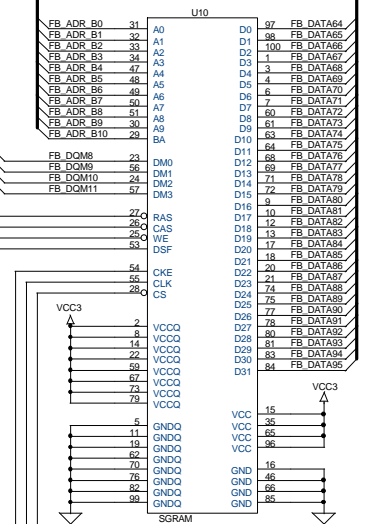 U10
FB_ADR_B0 31 A0 D0 97 FB_DATA64
FB_ADR_B1 32 A1 D1 98 FB_DATA65
FB_ADR_B2 33 A2 D2 100 FB_DATA66
FB_ADR_B3 34 A3 D3 1 FB_DATA67
FB_ADR_B4 47 A4 D4 3 FB_DATA68
FB_ADR_B5 48 A5 D5 4 FB_DATA69
FB_ADR_B6 49 A6 D6 6 FB_DATA70
FB_ADR_B7 50 A7 D7 7 FB_DATA71
FB_ADR_B8 51 A8 D8 60 FB_DATA72
FB_ADR_B9 30 A9 D9 61 FB_DATA73
FB_ADR_B10 29 BA D10 63 FB_DATA74
D11 64 FB_DATA75
FB_DQM8 23 DM0 D12 68 FB_DATA76
FB_DQM9 56 DM1 D13 69 FB_DATA77
FB_DQM10 24 DM2 D14 71 FB_DATA78
FB_DQM11 57 DM3 D15 72 FB_DATA79
D16 9 FB_DATA80
27 RAS D17 10 FB_DATA81
26 CAS D18 12 FB_DATA82
25 WE D19 13 FB_DATA83
53 DSF D20 17 FB_DATA84
D21 18 FB_DATA85
54 CKE D22 20 FB_DATA86
55 CLK D23 21 FB_DATA87
28 CS D24 74 FB_DATA88
D25 75 FB_DATA89
VCC3 D26 77 FB_DATA90
2 VCCQ D27 78 FB_DATA91
8 VCCQ D28 80 FB_DATA92
14 VCCQ D29 81 FB_DATA93
22 VCCQ D30 83 FB_DATA94
59 VCCQ D31 84 FB_DATA95
67 VCCQ
73 VCCQ VCC3
79 VCCQ
VCC 15
5 GNDQ VCC 35
11 GNDQ VCC 65
19 GNDQ VCC 96
62 GNDQ
70 GNDQ GND 16
76 GNDQ GND 46
82 GNDQ GND 66
99 GNDQ GND 85
SGRAM